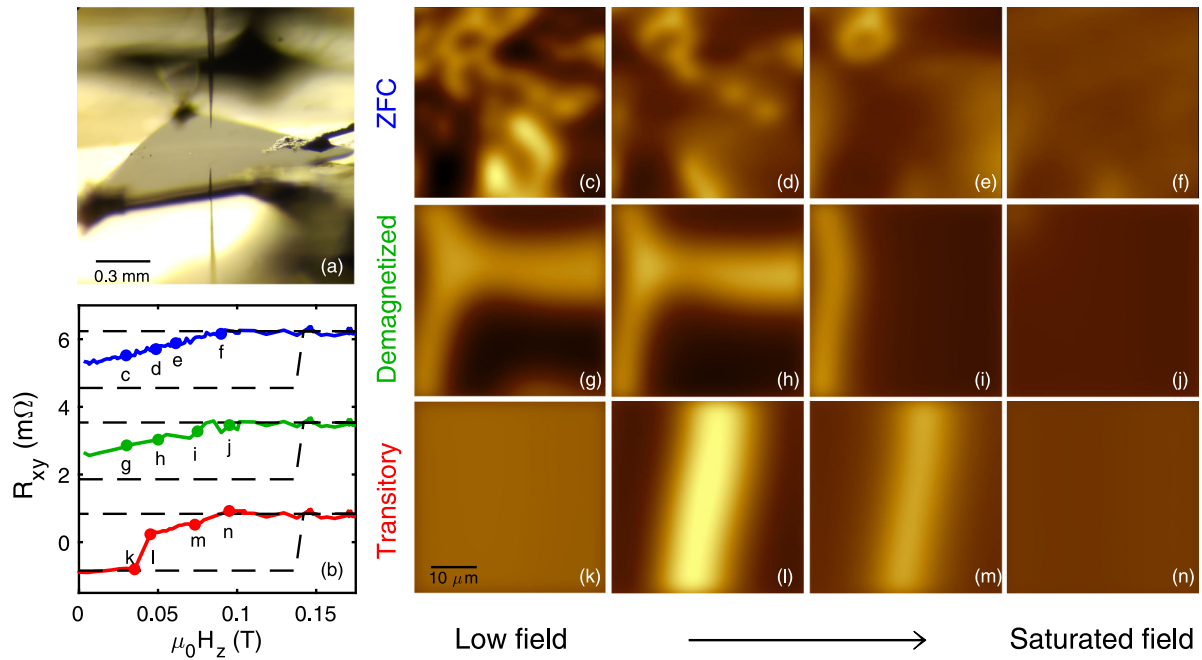 (a)
0.3 mm
ZFC
(c)
(d)
(e)
(f)
Demagnetized
(g)
(h)
(i)
(j)
Transitory
10 μm
(k)
(l)
(m)
(n)
R_xy (mΩ)
6
4
2
0
c
d
e
f
g
h
i
j
k
l
m
n
(b)
0
0.05
0.1
0.15
μ₀H_z (T)
Low field
Saturated field